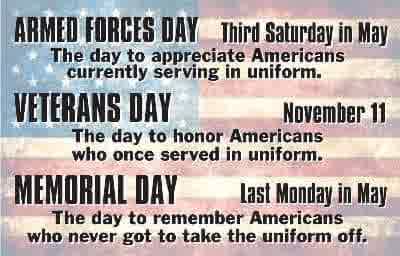 ARMED FORCES DAY Third Saturday in May
The day to appreciate Americans
currently serving in uniform.
VETERANS DAY November 11
The day to honor Americans
who once served in uniform.
MEMORIAL DAY Last Monday in May
The day to remember Americans
who never got to take the uniform off.